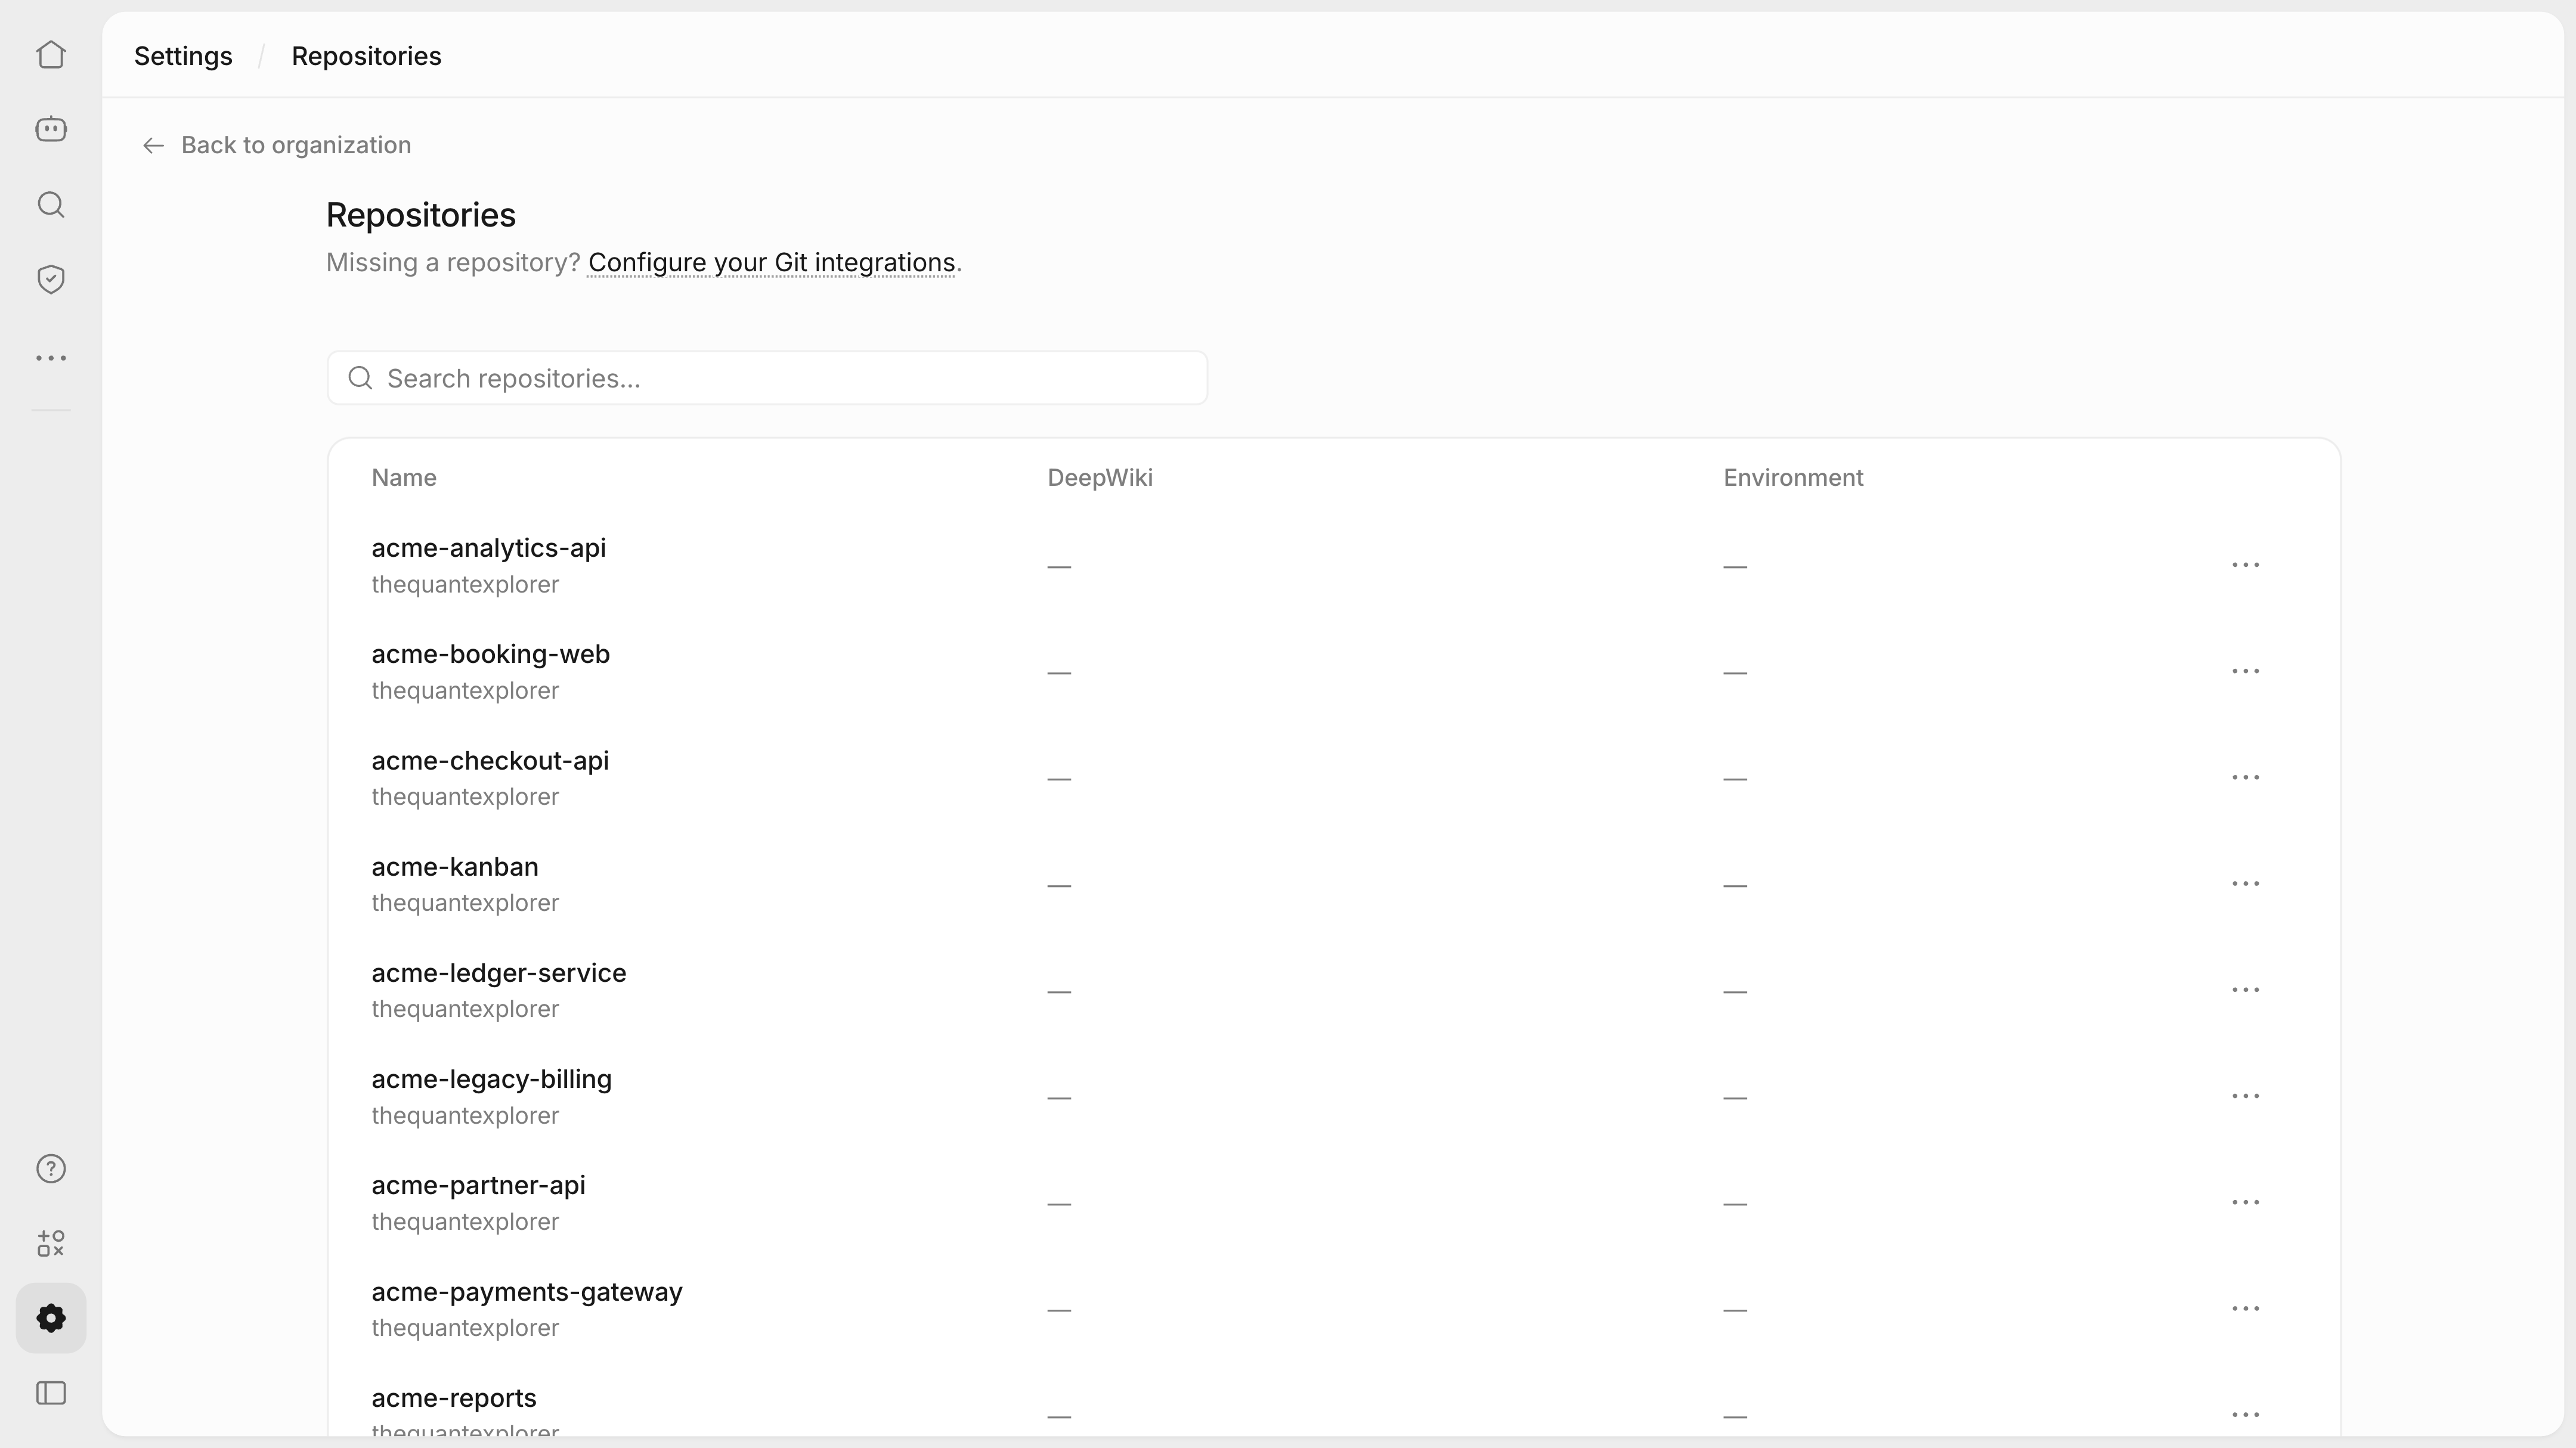 Settings / Repositories
Back to organization
Repositories
Missing a repository? Configure your Git integrations.
Search repositories...
Name DeepWiki Environment
acme-analytics-api
thequantexplorer
— —
acme-booking-web
thequantexplorer
— —
acme-checkout-api
thequantexplorer
— —
acme-kanban
thequantexplorer
— —
acme-ledger-service
thequantexplorer
— —
acme-legacy-billing
thequantexplorer
— —
acme-partner-api
thequantexplorer
— —
acme-payments-gateway
thequantexplorer
— —
acme-reports
thequantexplorer
— —